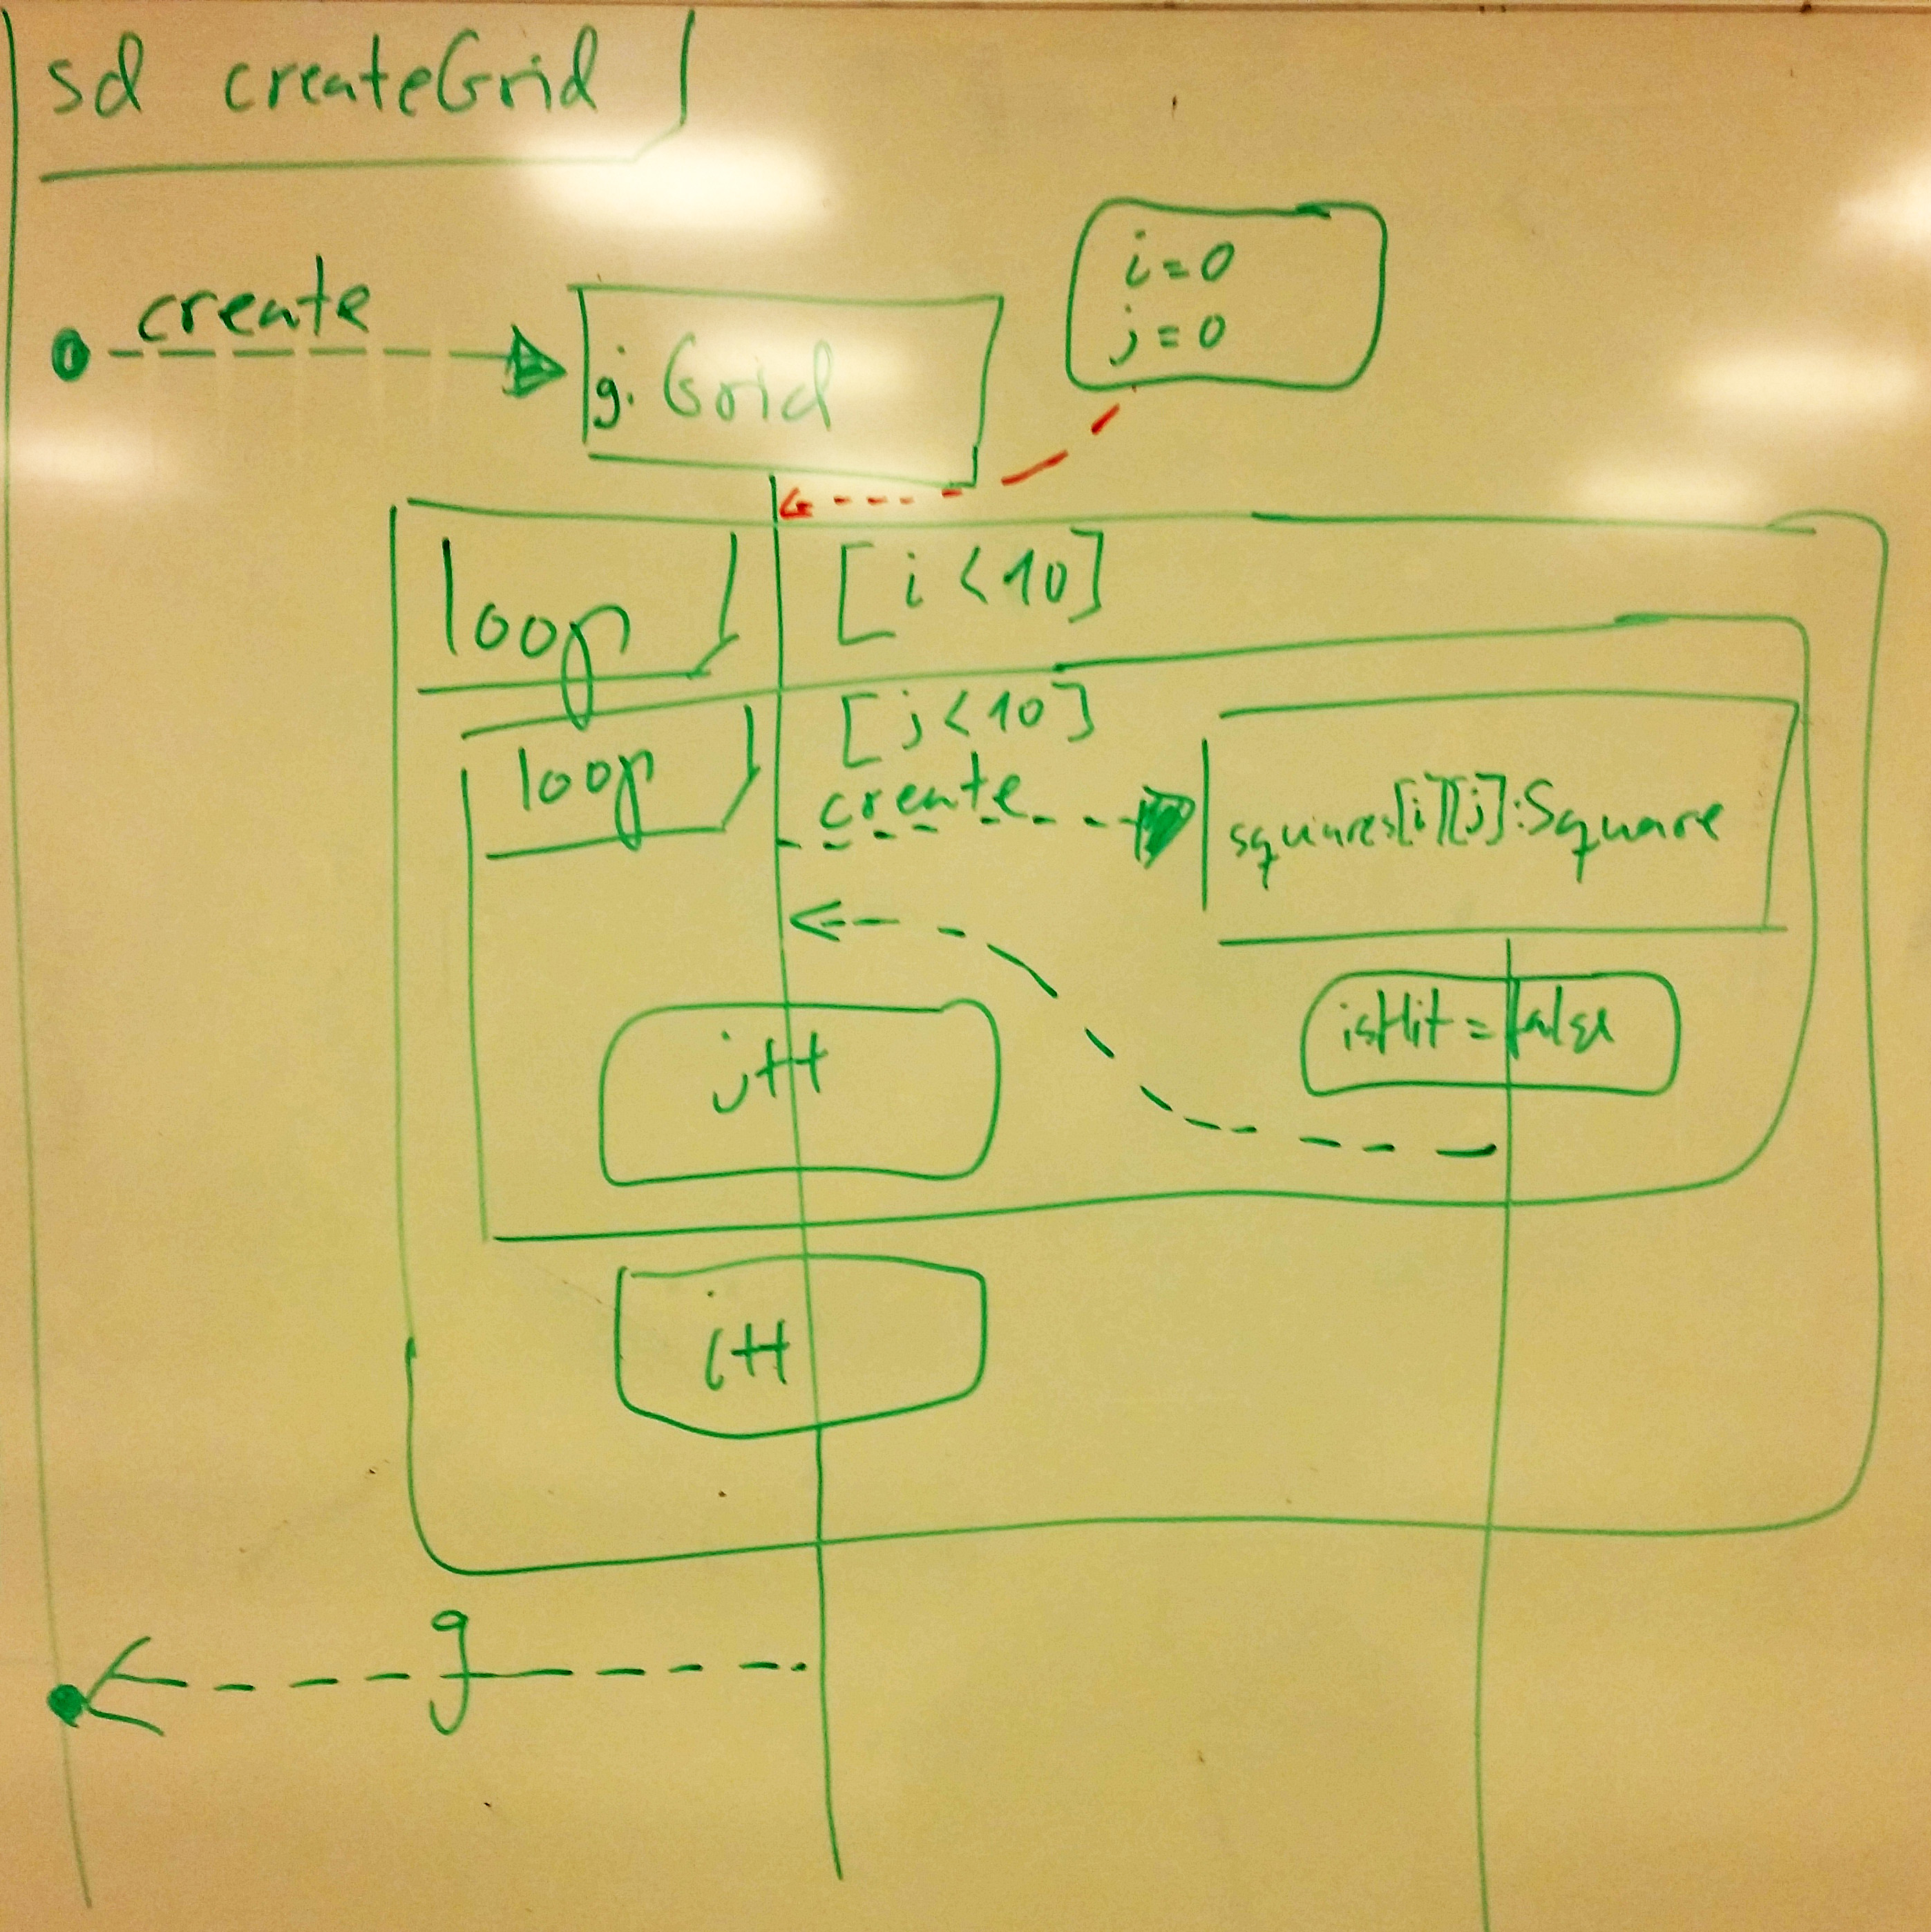 sd createGrid
create
g: Grid
i=0
j=0
loop [i<10]
loop [j<10]
create
squares[i][j]:Square
isHit = false
j++
i++
g